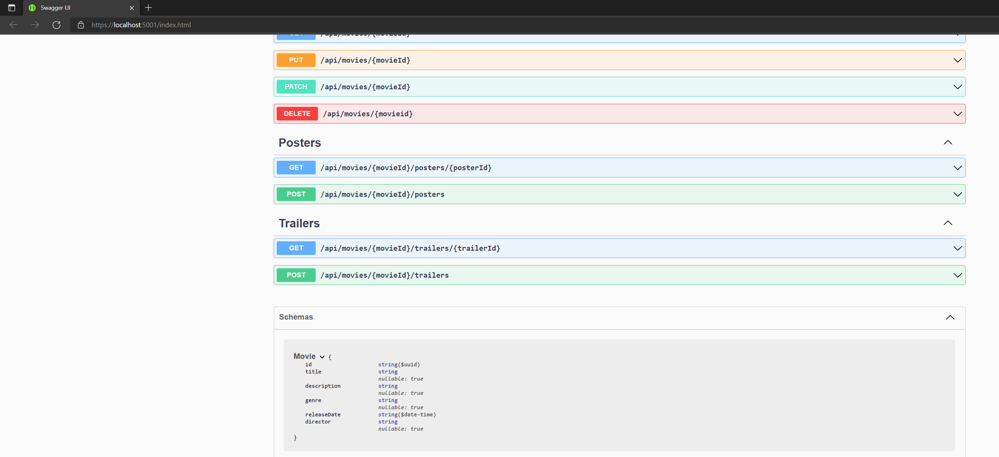 Swagger UI
https://localhost:5001/index.html
PUT /api/movies/{movieId}
PATCH /api/movies/{movieId}
DELETE /api/movies/{movieid}
Posters
GET /api/movies/{movieId}/posters/{posterId}
POST /api/movies/{movieId}/posters
Trailers
GET /api/movies/{movieId}/trailers/{trailerId}
POST /api/movies/{movieId}/trailers
Schemas
Movie {
id string($uuid)
title string
nullable: true
description string
nullable: true
genre string
nullable: true
releaseDate string($date-time)
director string
nullable: true
}